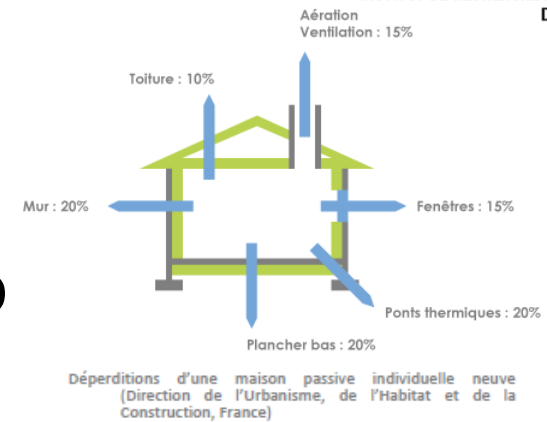 D
Aération
Ventilation : 15%
Toiture : 10%
Mur : 20%
Fenêtres : 15%
Ponts thermiques : 20%
Plancher bas : 20%
Déperditions d'une maison passive individuelle neuve
(Direction de l'Urbanisme, de l'Habitat et de la
Construction, France)